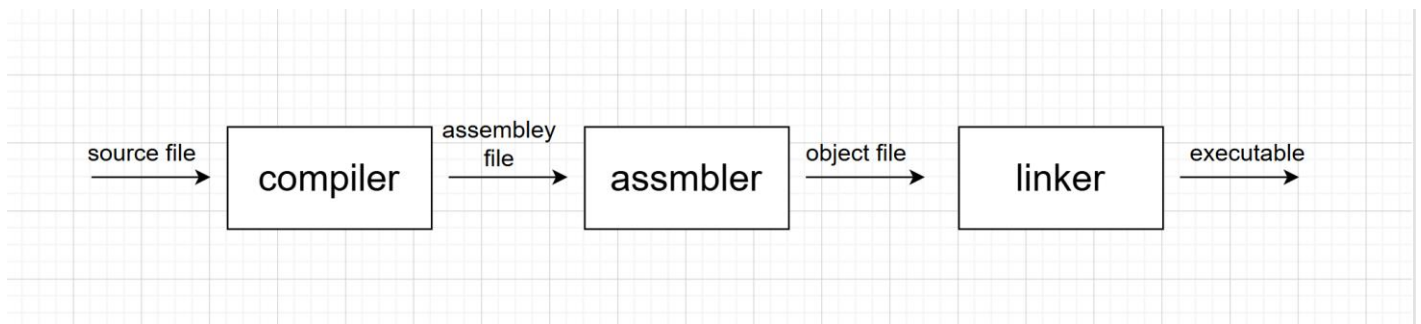 source file
compiler
assembley
file
assmbler
object file
linker
executable